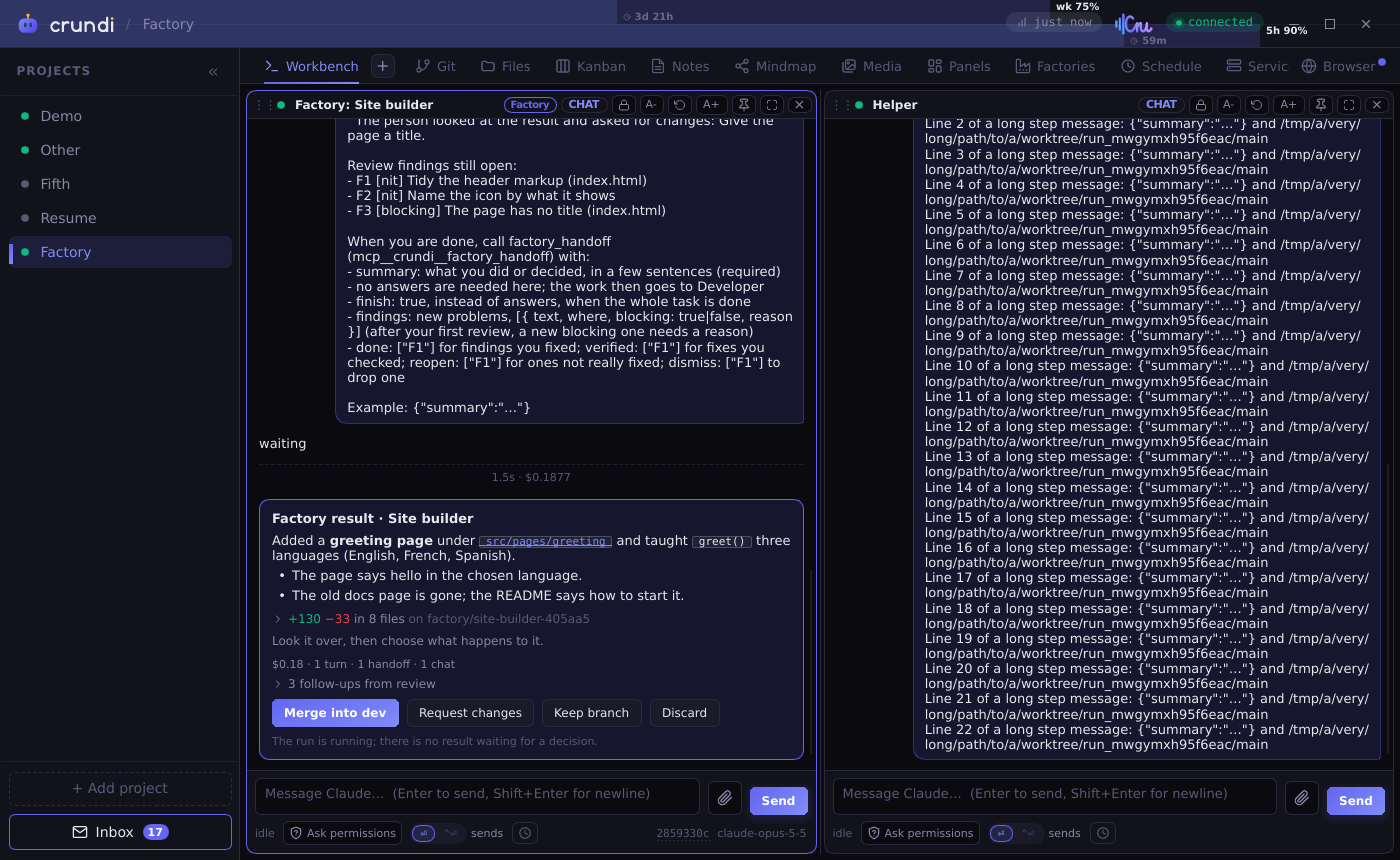 crundi / Factory
3d 21h
wk 75%
just now
Cru
connected
59m
5h 90%
PROJECTS
«
Demo
Other
Fifth
Resume
Factory
+ Add project
Inbox 17
Workbench
+
Git
Files
Kanban
Notes
Mindmap
Media
Panels
Factories
Schedule
Servic
Browser
Factory: Site builder
Factory
CHAT
A-
A+
The person looked at the result and asked for changes: Give the
page a title.
Review findings still open:
- F1 [nit] Tidy the header markup (index.html)
- F2 [nit] Name the icon by what it shows
- F3 [blocking] The page has no title (index.html)
When you are done, call factory_handoff
(mcp__crundi__factory_handoff) with:
- summary: what you did or decided, in a few sentences (required)
- no answers are needed here; the work then goes to Developer
- finish: true, instead of answers, when the whole task is done
- findings: new problems, [{ text, where, blocking: true|false, reason
}] (after your first review, a new blocking one needs a reason)
- done: ["F1"] for findings you fixed; verified: ["F1"] for fixes you
checked; reopen: ["F1"] for ones not really fixed; dismiss: ["F1"] to
drop one
Example: {"summary":"..."}
waiting
1.5s · $0.1877
Factory result · Site builder
Added a greeting page under src/pages/greeting and taught greet() three
languages (English, French, Spanish).
• The page says hello in the chosen language.
• The old docs page is gone; the README says how to start it.
+130 −33 in 8 files on factory/site-builder-405aa5
Look it over, then choose what happens to it.
$0.18 · 1 turn · 1 handoff · 1 chat
3 follow-ups from review
Merge into dev
Request changes
Keep branch
Discard
The run is running; there is no result waiting for a decision.
Message Claude... (Enter to send, Shift+Enter for newline)
Send
idle
Ask permissions
sends
2859330c
claude-opus-5-5
Helper
CHAT
A-
A+
Line 2 of a long step message: {"summary":"..."} and /tmp/a/very/
long/path/to/a/worktree/run_mwgymxh95f6eac/main
Line 3 of a long step message: {"summary":"..."} and /tmp/a/very/
long/path/to/a/worktree/run_mwgymxh95f6eac/main
Line 4 of a long step message: {"summary":"..."} and /tmp/a/very/
long/path/to/a/worktree/run_mwgymxh95f6eac/main
Line 5 of a long step message: {"summary":"..."} and /tmp/a/very/
long/path/to/a/worktree/run_mwgymxh95f6eac/main
Line 6 of a long step message: {"summary":"..."} and /tmp/a/very/
long/path/to/a/worktree/run_mwgymxh95f6eac/main
Line 7 of a long step message: {"summary":"..."} and /tmp/a/very/
long/path/to/a/worktree/run_mwgymxh95f6eac/main
Line 8 of a long step message: {"summary":"..."} and /tmp/a/very/
long/path/to/a/worktree/run_mwgymxh95f6eac/main
Line 9 of a long step message: {"summary":"..."} and /tmp/a/very/
long/path/to/a/worktree/run_mwgymxh95f6eac/main
Line 10 of a long step message: {"summary":"..."} and /tmp/a/very/
long/path/to/a/worktree/run_mwgymxh95f6eac/main
Line 11 of a long step message: {"summary":"..."} and /tmp/a/very/
long/path/to/a/worktree/run_mwgymxh95f6eac/main
Line 12 of a long step message: {"summary":"..."} and /tmp/a/very/
long/path/to/a/worktree/run_mwgymxh95f6eac/main
Line 13 of a long step message: {"summary":"..."} and /tmp/a/very/
long/path/to/a/worktree/run_mwgymxh95f6eac/main
Line 14 of a long step message: {"summary":"..."} and /tmp/a/very/
long/path/to/a/worktree/run_mwgymxh95f6eac/main
Line 15 of a long step message: {"summary":"..."} and /tmp/a/very/
long/path/to/a/worktree/run_mwgymxh95f6eac/main
Line 16 of a long step message: {"summary":"..."} and /tmp/a/very/
long/path/to/a/worktree/run_mwgymxh95f6eac/main
Line 17 of a long step message: {"summary":"..."} and /tmp/a/very/
long/path/to/a/worktree/run_mwgymxh95f6eac/main
Line 18 of a long step message: {"summary":"..."} and /tmp/a/very/
long/path/to/a/worktree/run_mwgymxh95f6eac/main
Line 19 of a long step message: {"summary":"..."} and /tmp/a/very/
long/path/to/a/worktree/run_mwgymxh95f6eac/main
Line 20 of a long step message: {"summary":"..."} and /tmp/a/very/
long/path/to/a/worktree/run_mwgymxh95f6eac/main
Line 21 of a long step message: {"summary":"..."} and /tmp/a/very/
long/path/to/a/worktree/run_mwgymxh95f6eac/main
Line 22 of a long step message: {"summary":"..."} and /tmp/a/very/
long/path/to/a/worktree/run_mwgymxh95f6eac/main
Message Claude... (Enter to send, Shift+Enter for newline)
Send
idle
Ask permissions
sends